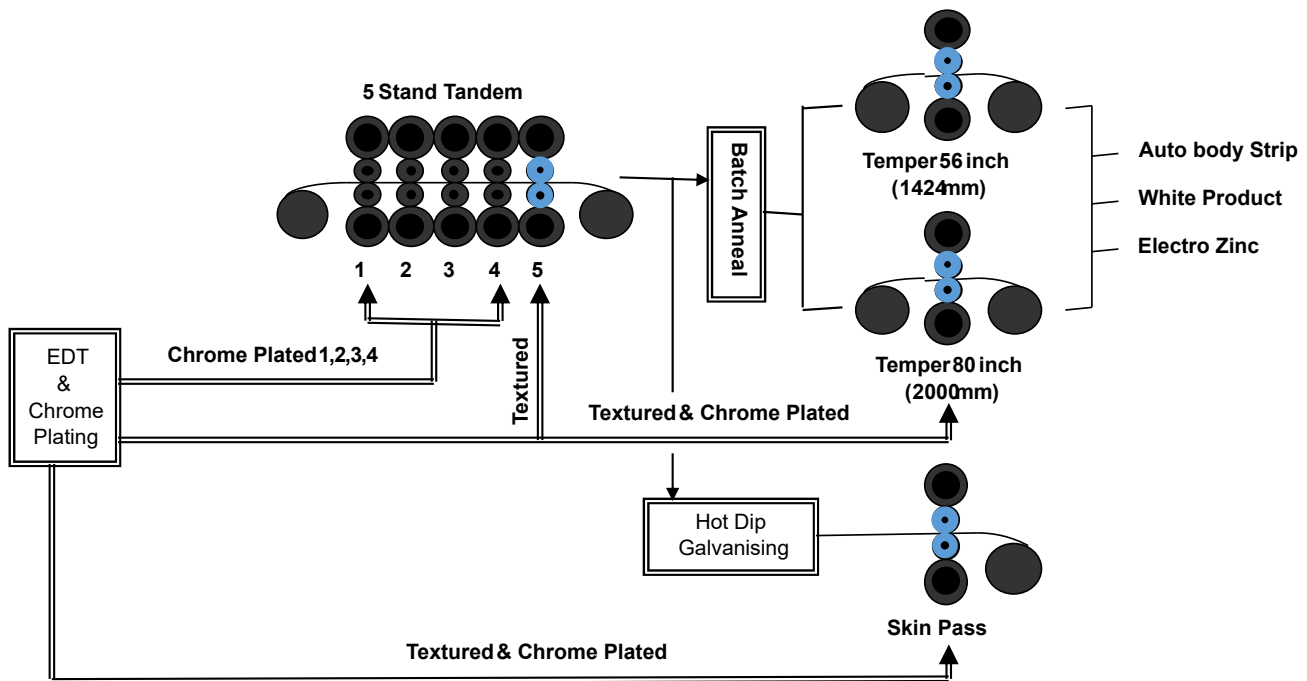 5 Stand Tandem
1 2 3 4 5
Batch Anneal
Temper 56 inch
(1424mm)
Temper 80 inch
(2000mm)
Auto body Strip
White Product
Electro Zinc
EDT
&
Chrome
Plating
Chrome Plated 1,2,3,4
Textured
Textured & Chrome Plated
Hot Dip
Galvanising
Skin Pass
Textured & Chrome Plated